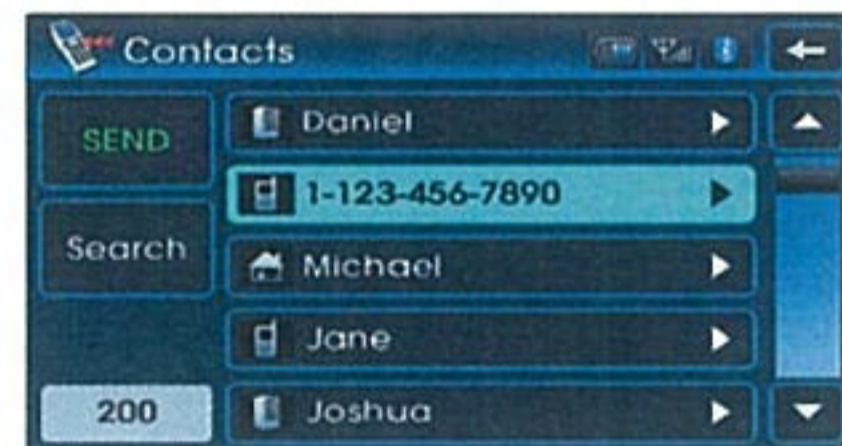 Contacts
SEND
Search
200
Daniel
1-123-456-7890
Michael
Jane
Joshua